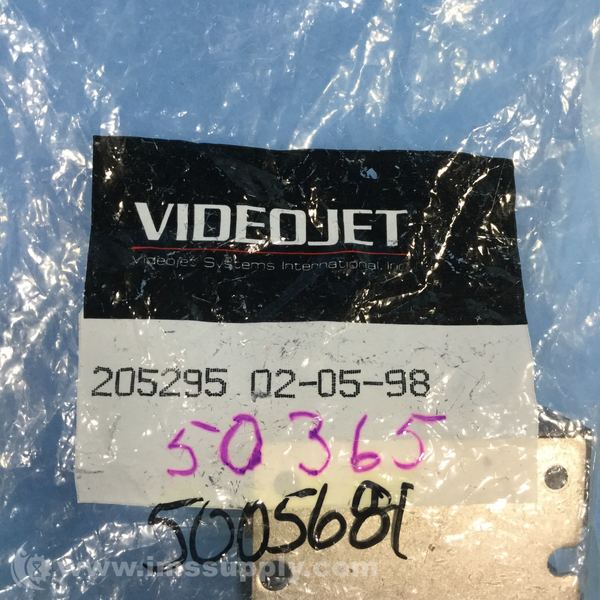 VIDEOJET
Videojet Systems International, Inc.
205295 02-05-98
50365
5005681
www.imssupply.com